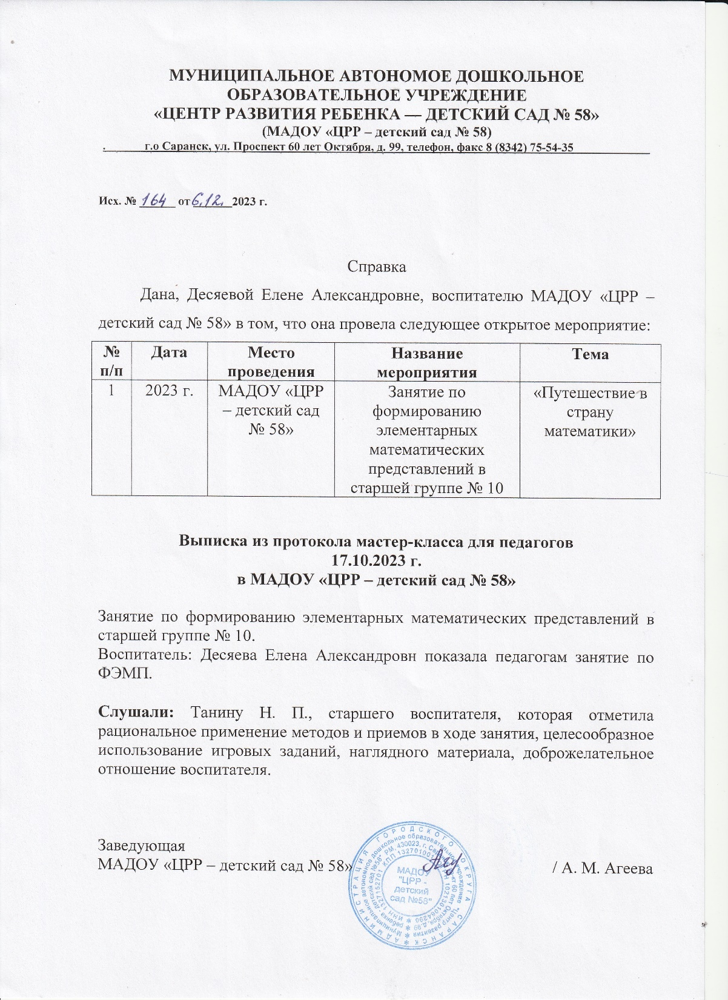 МУНИЦИПАЛЬНОЕ АВТОНОМОЕ ДОШКОЛЬНОЕ
ОБРАЗОВАТЕЛЬНОЕ УЧРЕЖДЕНИЕ
«ЦЕНТР РАЗВИТИЯ РЕБЕНКА — ДЕТСКИЙ САД № 58»
(МАДОУ «ЦРР – детский сад № 58)
. г.о Саранск, ул. Проспект 60 лет Октября, д. 99, телефон, факс 8 (8342) 75-54-35
Исх. № 164 от 6.12. 2023 г.
Справка
Дана, Десяевой Елене Александровне, воспитателю МАДОУ «ЦРР –
детский сад № 58» в том, что она провела следующее открытое мероприятие:
№ п/п
Дата
Место проведения
Название мероприятия
Тема
1
2023 г.
МАДОУ «ЦРР
– детский сад
№ 58»
Занятие по
формированию
элементарных
математических
представлений в
старшей группе № 10
«Путешествие в
страну
математики»
Выписка из протокола мастер-класса для педагогов
17.10.2023 г.
в МАДОУ «ЦРР – детский сад № 58»
Занятие по формированию элементарных математических представлений в
старшей группе № 10.
Воспитатель: Десяева Елена Александровн показала педагогам занятие по
ФЭМП.
Слушали: Танину Н. П., старшего воспитателя, которая отметила
рациональное применение методов и приемов в ходе занятия, целесообразное
использование игровых заданий, наглядного материала, доброжелательное
отношение воспитателя.
Заведующая
МАДОУ «ЦРР – детский сад № 58»
/ А. М. Агеева
АДМИНИСТРАЦИЯ ГОРОДСКОГО ОКРУГА САРАНСК
МАДОУ
"ЦРР -
детский
сад №58"